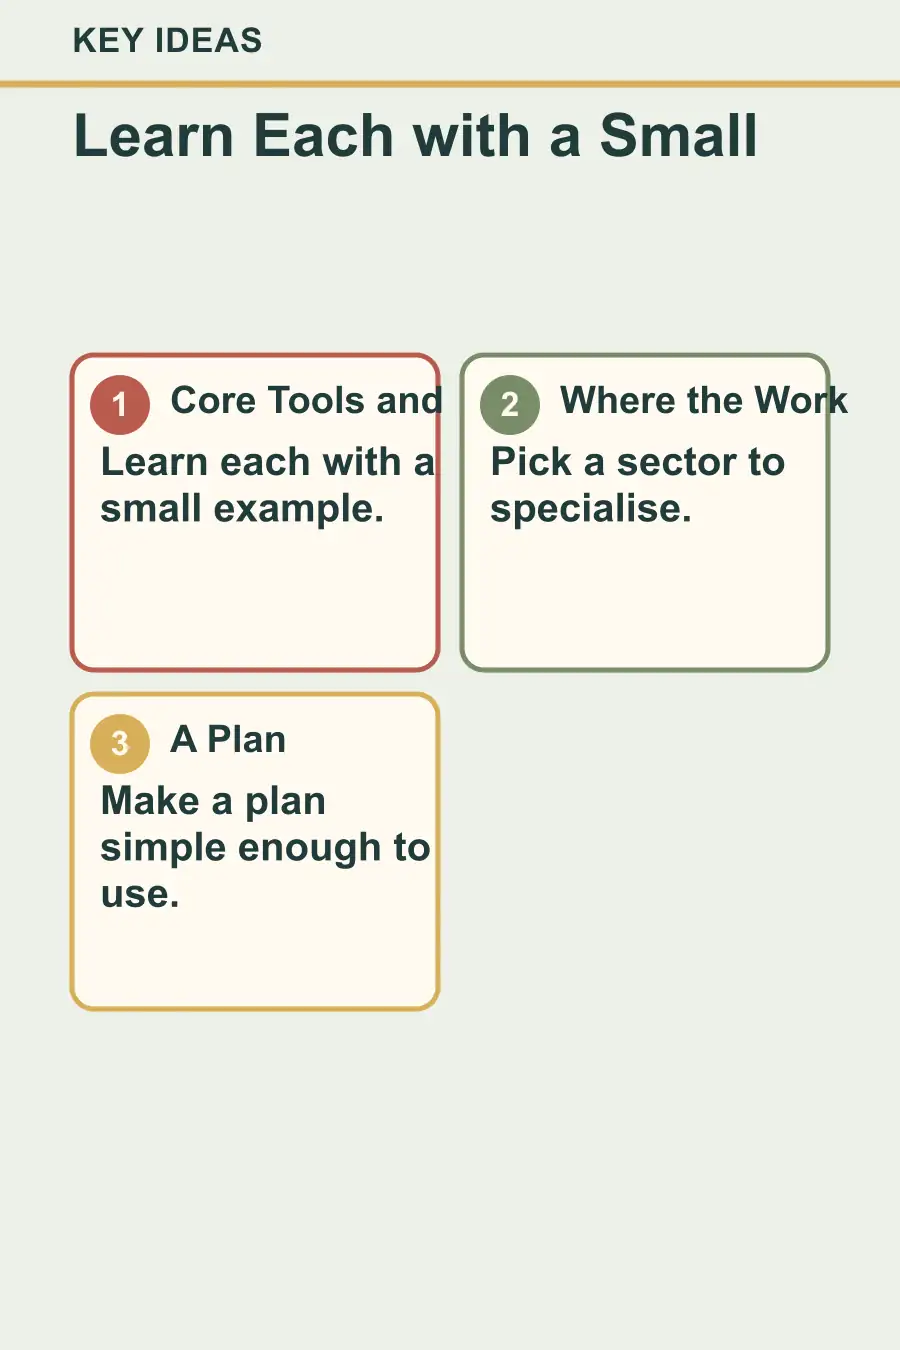 KEY IDEAS
Learn Each with a Small
1 Core Tools and
Learn each with a
small example.
2 Where the Work
Pick a sector to
specialise.
3 A Plan
Make a plan
simple enough to
use.